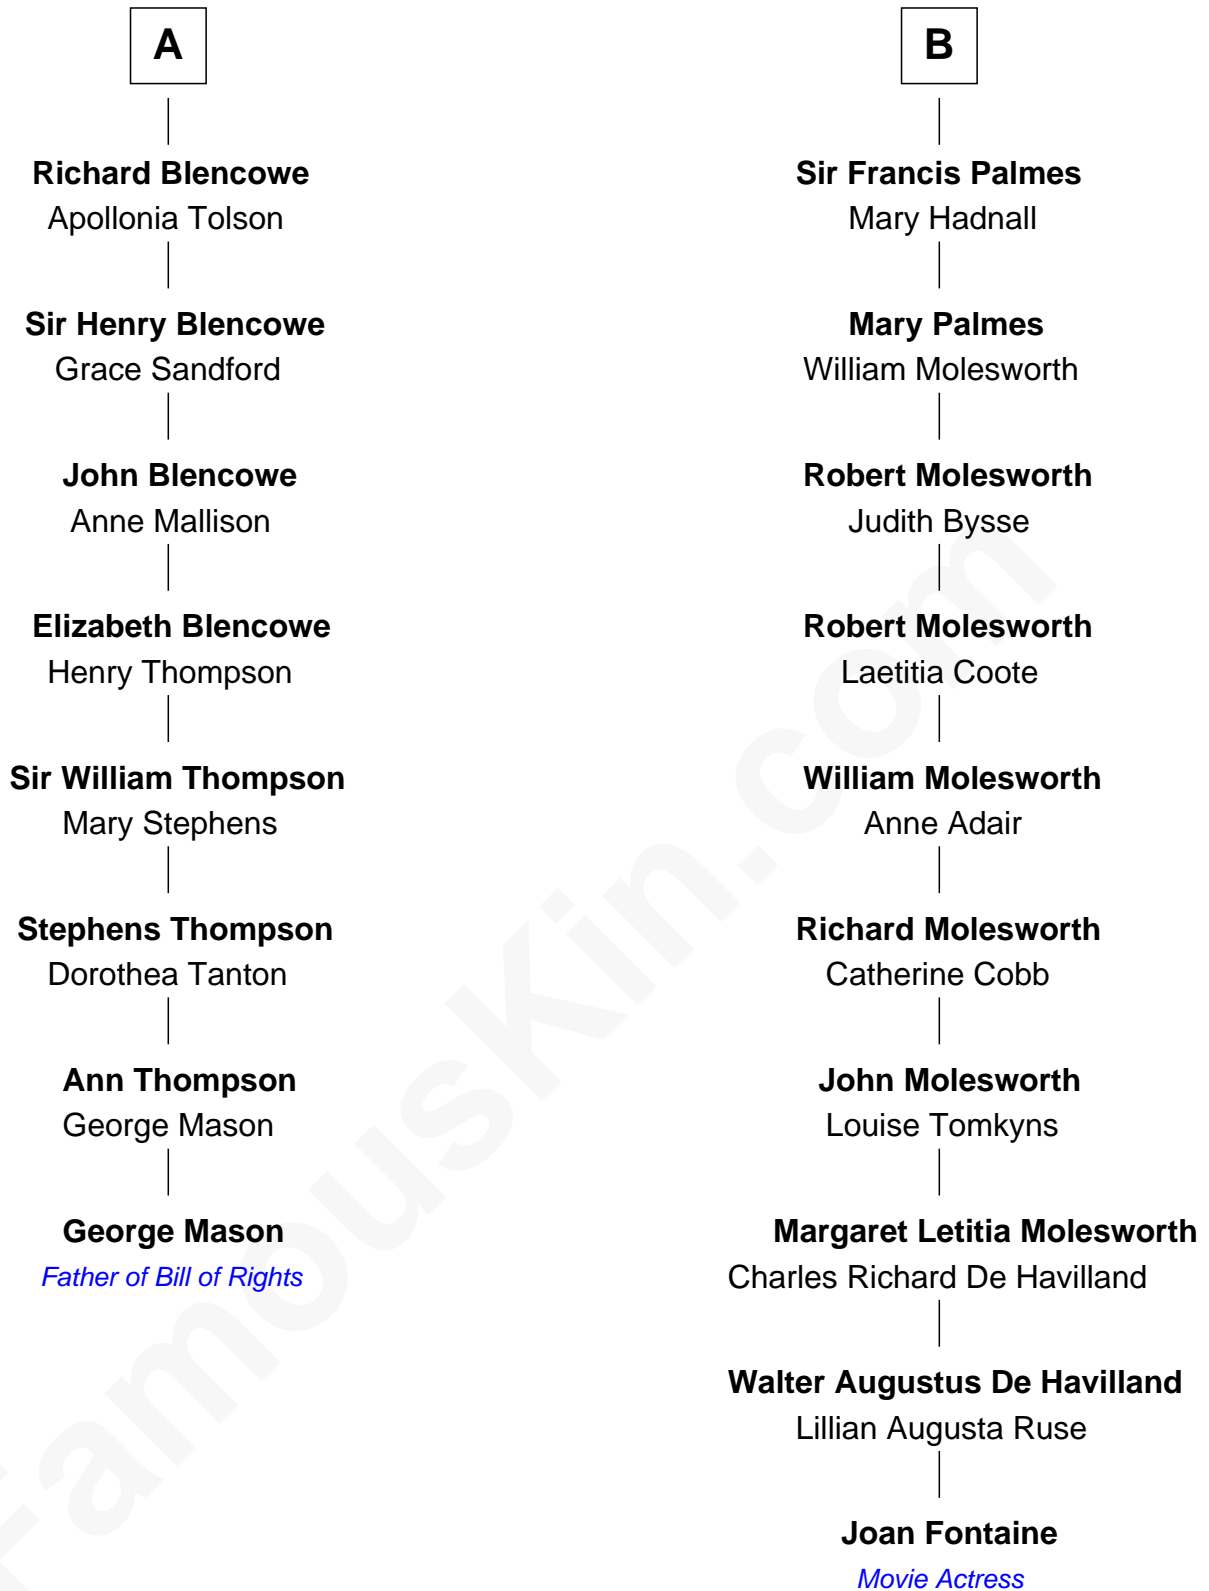 A
Richard Blencowe
Apollonia Tolson
Sir Henry Blencowe
Grace Sandford
John Blencowe
Anne Mallison
Elizabeth Blencowe
Henry Thompson
Sir William Thompson
Mary Stephens
Stephens Thompson
Dorothea Tanton
Ann Thompson
George Mason
George Mason
Father of Bill of Rights
B
Sir Francis Palmes
Mary Hadnall
Mary Palmes
William Molesworth
Robert Molesworth
Judith Bysse
Robert Molesworth
Laetitia Coote
William Molesworth
Anne Adair
Richard Molesworth
Catherine Cobb
John Molesworth
Louise Tomkyns
Margaret Letitia Molesworth
Charles Richard De Havilland
Walter Augustus De Havilland
Lillian Augusta Ruse
Joan Fontaine
Movie Actress
FamousKin.com